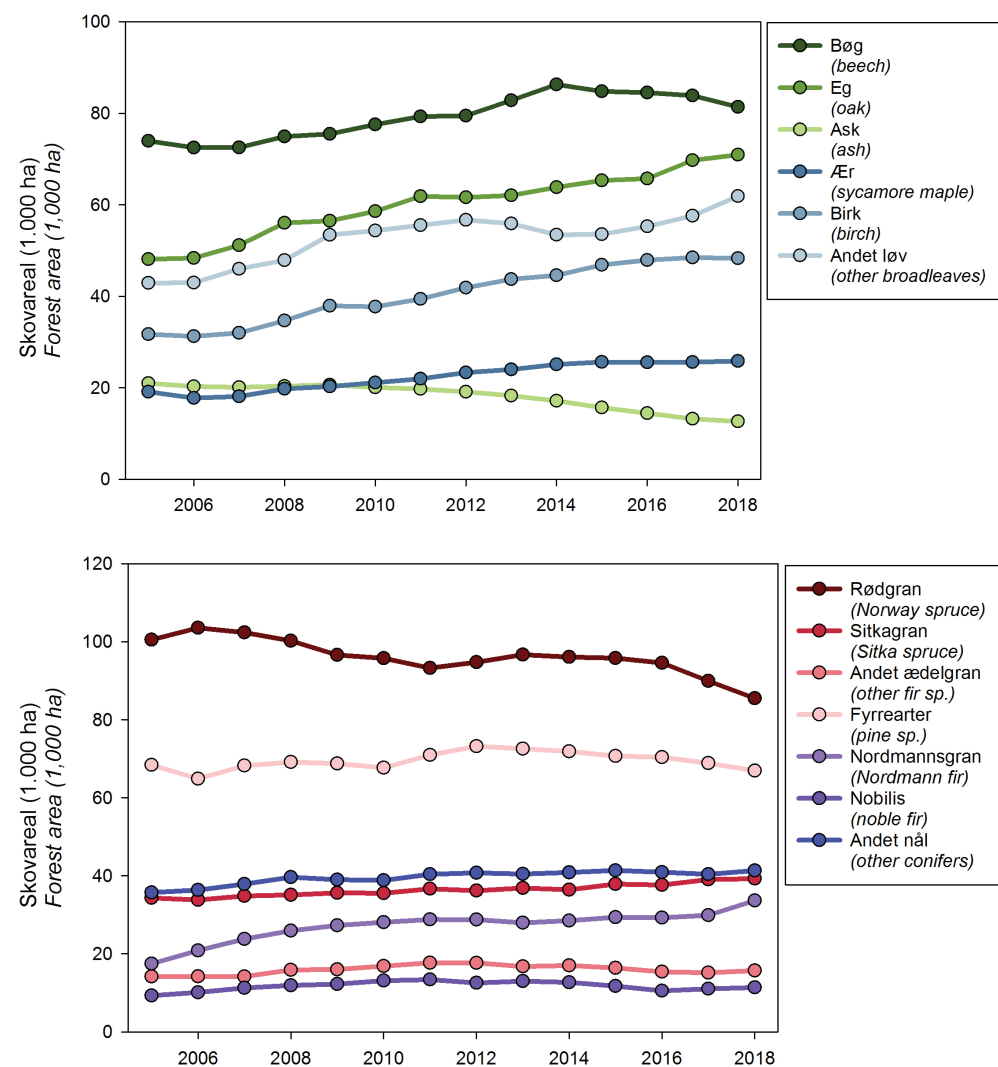 100
80
60
40
20
0
Skovareal (1.000 ha)
Forest area (1,000 ha)
2006 2008 2010 2012 2014 2016 2018
Bøg
(beech)
Eg
(oak)
Ask
(ash)
Ær
(sycamore maple)
Birk
(birch)
Andet løv
(other broadleaves)
120
100
80
60
40
20
0
Skovareal (1.000 ha)
Forest area (1,000 ha)
2006 2008 2010 2012 2014 2016 2018
Rødgran
(Norway spruce)
Sitkagran
(Sitka spruce)
Andet ædelgran
(other fir sp.)
Fyrrearter
(pine sp.)
Nordmannsgran
(Nordmann fir)
Nobilis
(noble fir)
Andet nål
(other conifers)